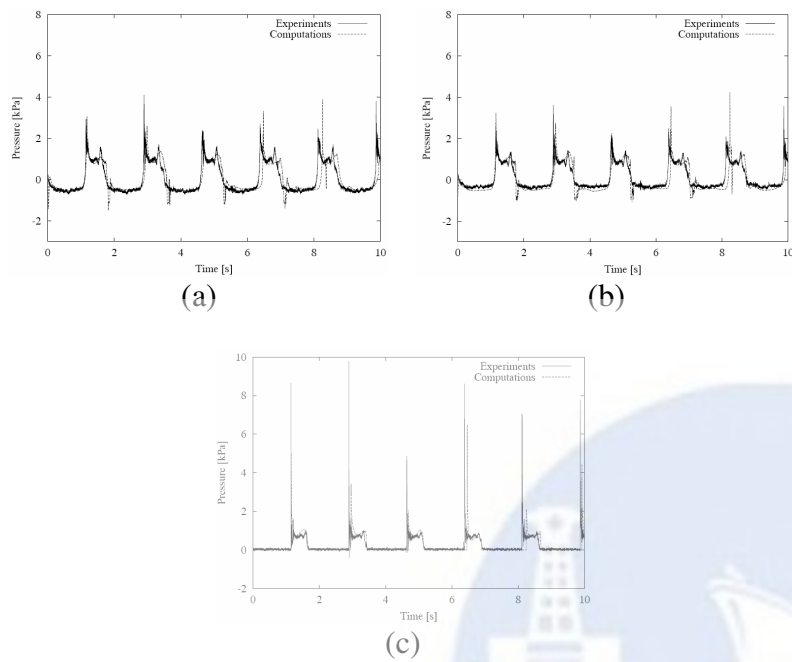 8
6
4
2
0
-2
Pressure [kPa]
Experiments
Computations
0 2 4 6 8 10
Time [s]
(a)
8
6
4
2
0
-2
Pressure [kPa]
Experiments
Computations
0 2 4 6 8 10
Time [s]
(b)
10
8
6
4
2
0
-2
Pressure [kPa]
Experiments
Computations
0 2 4 6 8 10
Time [s]
(c)